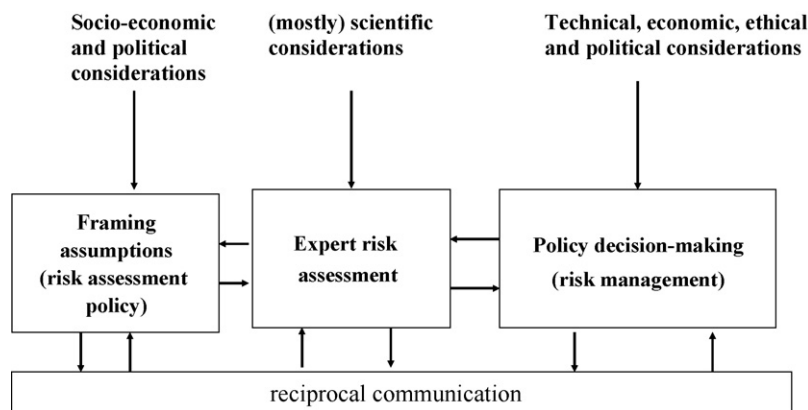 Socio-economic
and political
considerations
(mostly) scientific
considerations
Technical, economic, ethical
and political considerations
Framing
assumptions
(risk assessment
policy)
Expert risk
assessment
Policy decision-making
(risk management)
reciprocal communication